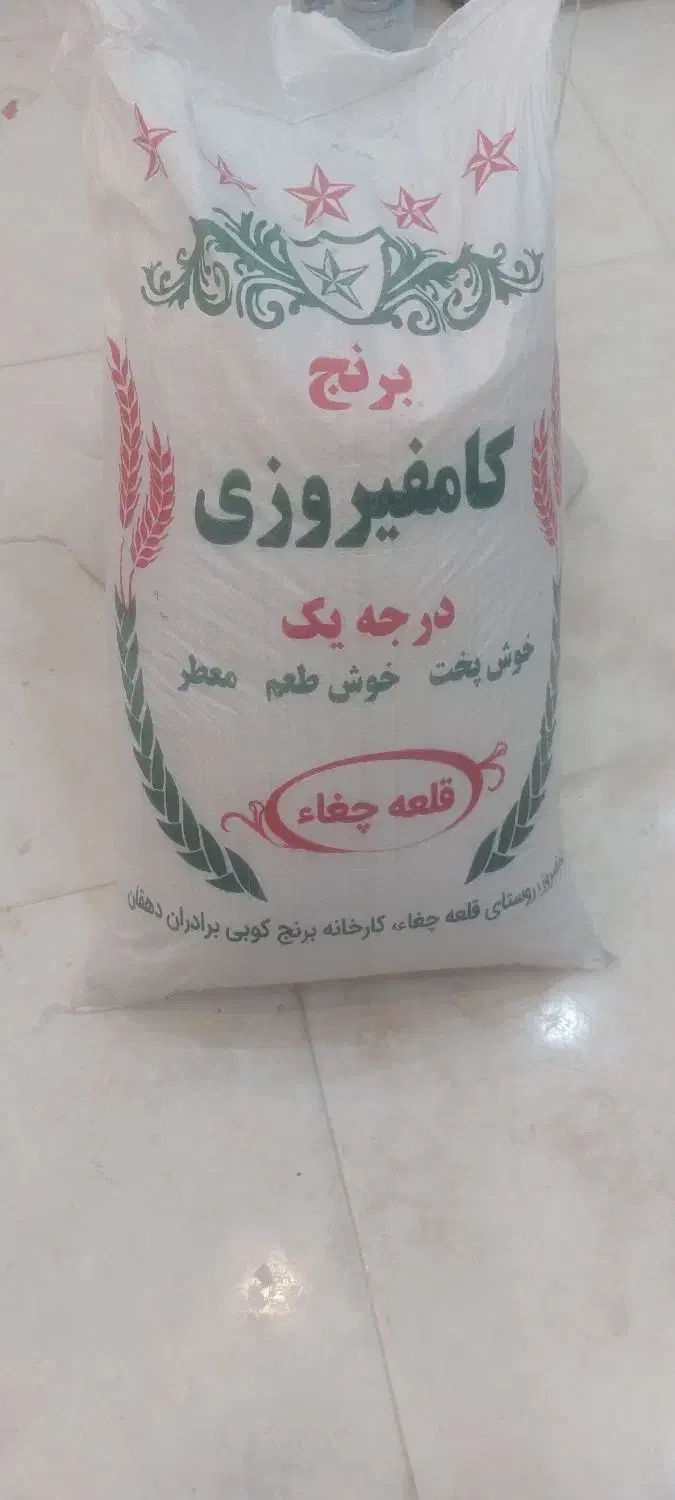 برنج
کامفیروزی
درجه یک
خوش پخت خوش طعم معطر
قلعه چغاء
روستای قلعه چغاء، کارخانه برنج کوبی برادران دهقان